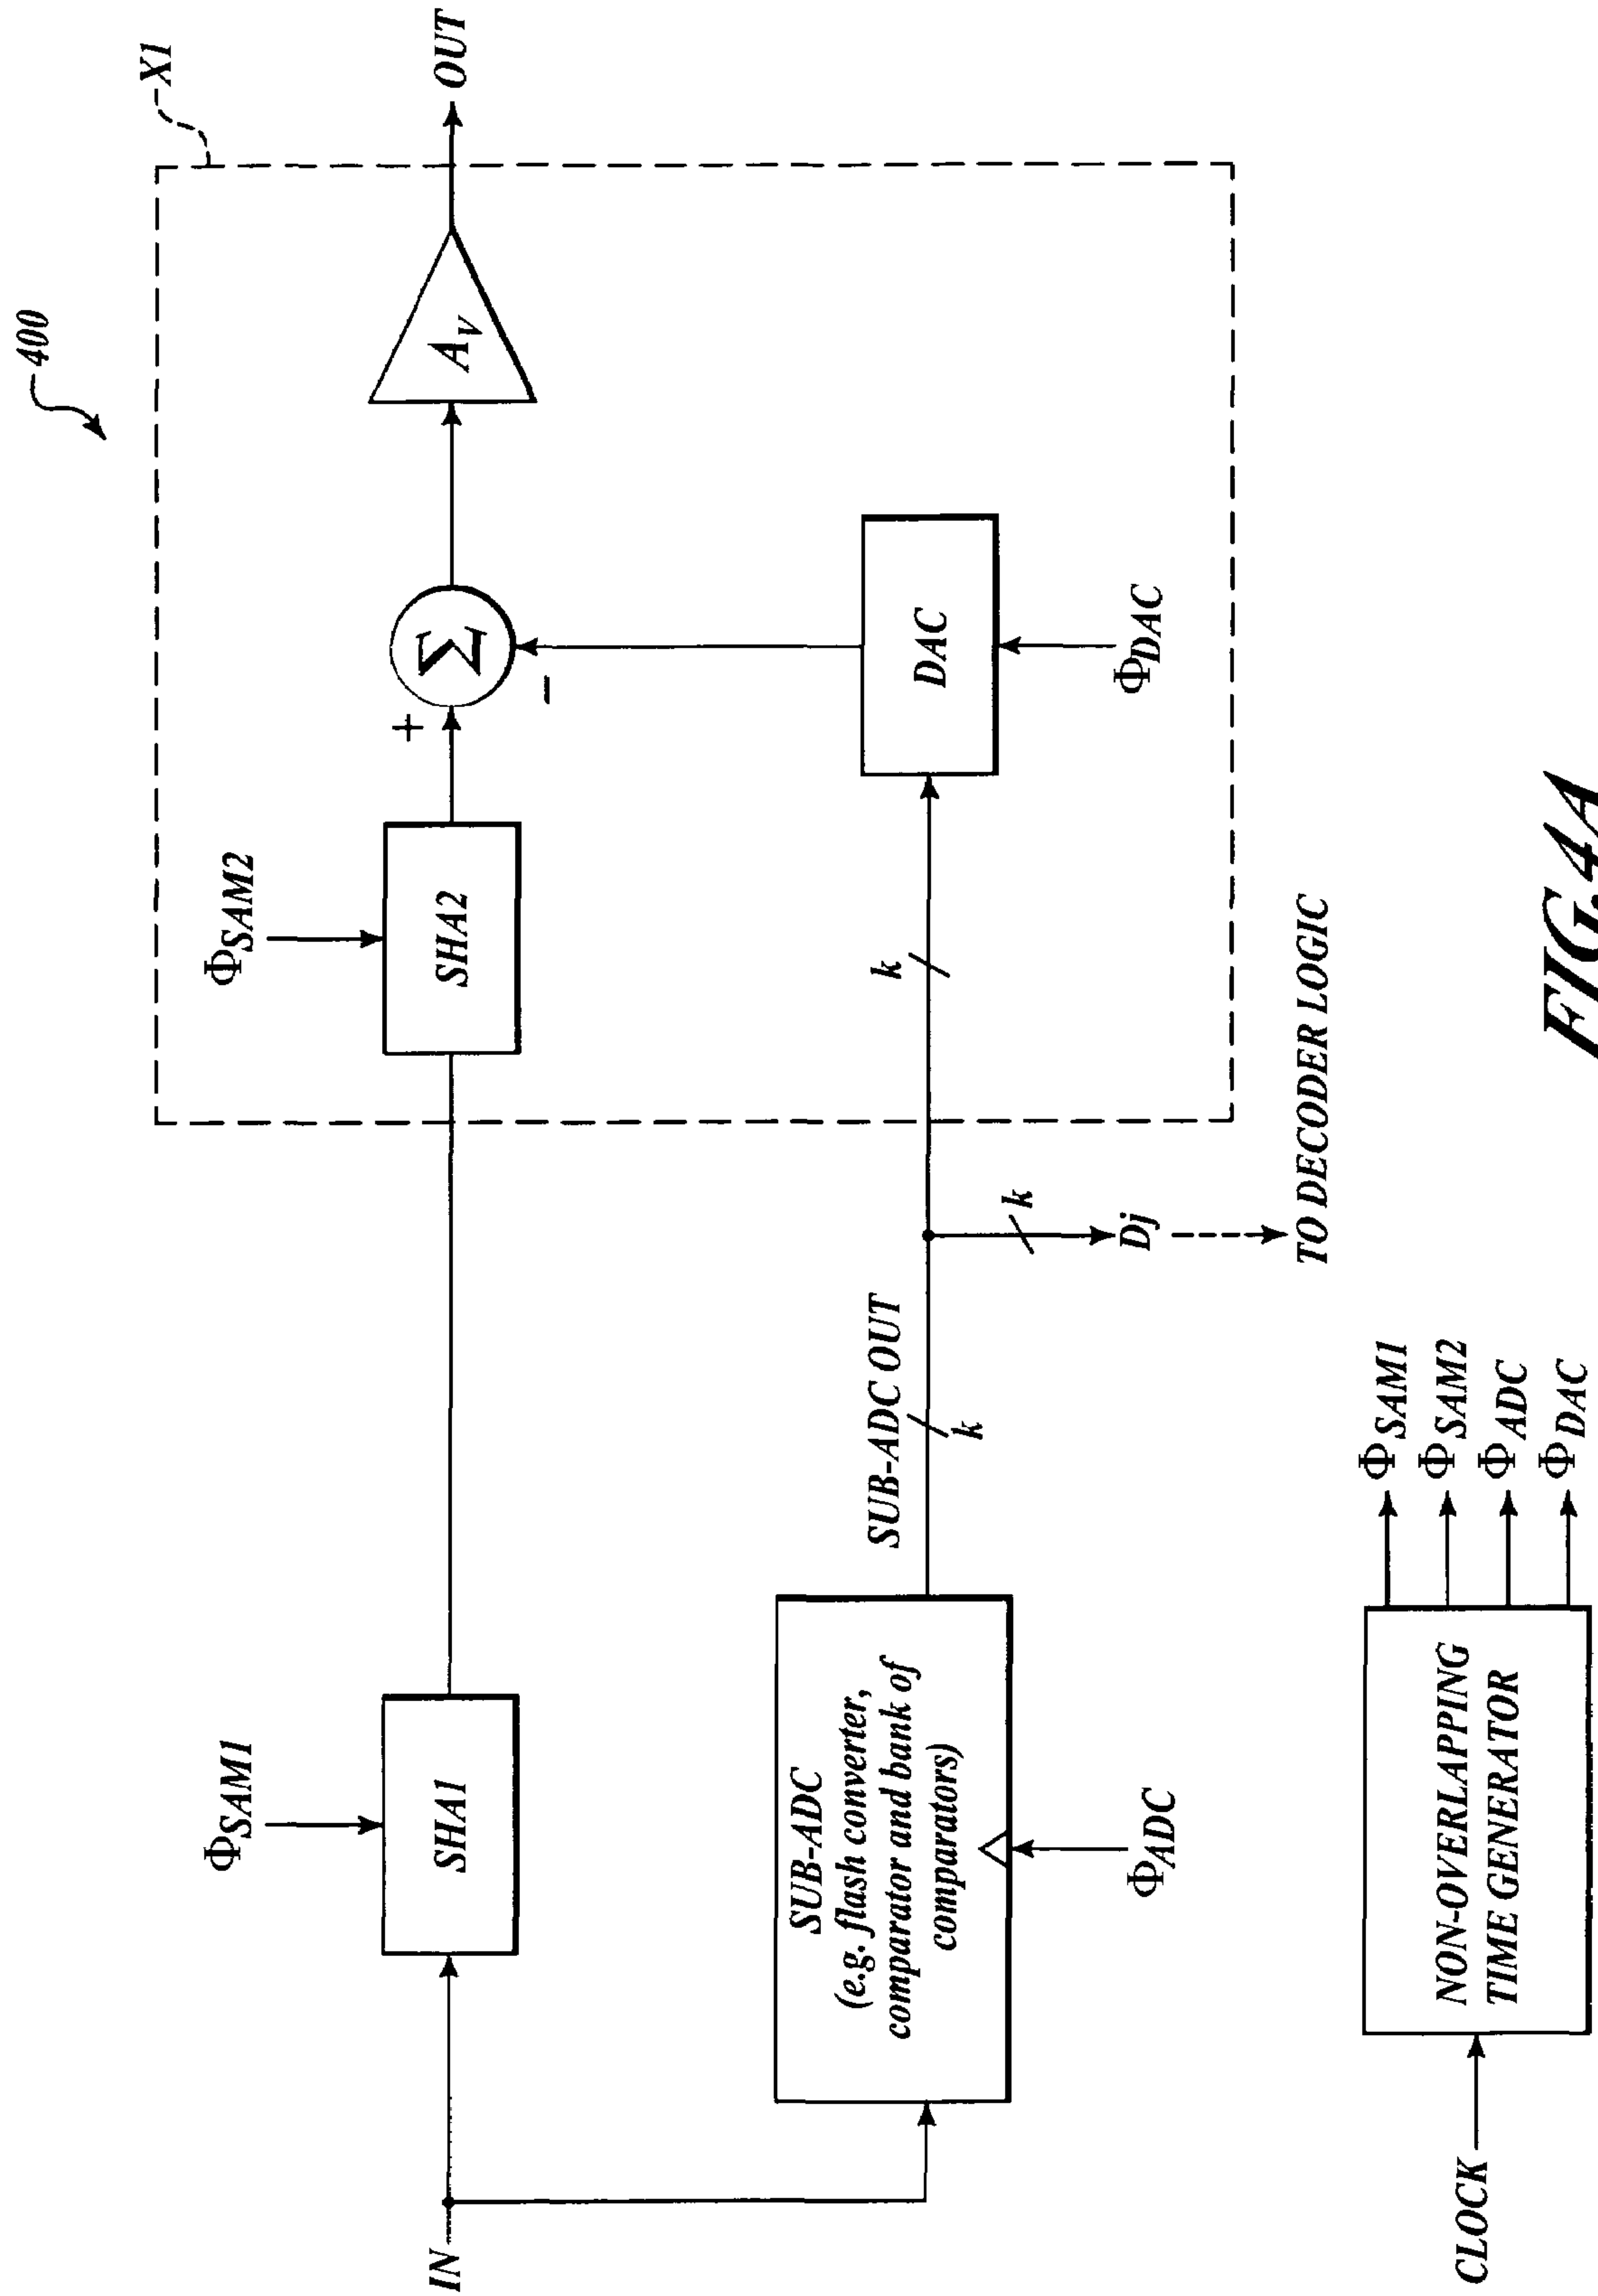 400
X1
ΦSAM1
ΦSAM2
IN
SHA1
SHA2
+
Σ
-
AV
OUT
SUB-ADC
(e.g. flash converter,
comparator and bank of
comparators)
ΦADC
SUB-ADC OUT
k
k
Dj
TO DECODER LOGIC
k
DAC
ΦDAC
CLOCK
NON-OVERLAPPING
TIME GENERATOR
ΦSAM1
ΦSAM2
ΦADC
ΦDAC
FIG.4A